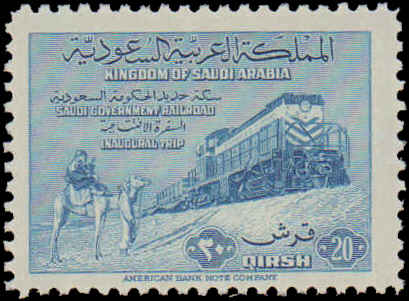 المملكة العربية السعودية
KINGDOM OF SAUDI ARABIA
سكة حديد الحكومية السعودية
SAUDI GOVERNMENT RAILROAD
السفرة الافتتاحية
INAUGURAL TRIP
٢٠ قرش 20
QIRSH
AMERICAN BANK NOTE COMPANY